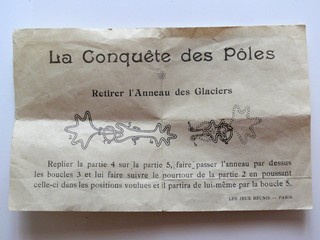 La Conquête des Pôles
Retirer l'Anneau des Glaciers
Replier la partie 4 sur la partie 5, faire passer l'anneau par dessus
les boucles 3 et lui faire suivre le pourtour de la partie 2 en poussant
celle-ci dans les positions voulues et il partira de lui-même par la boucle 5.
LES JEUX RÉUNIS — PARIS